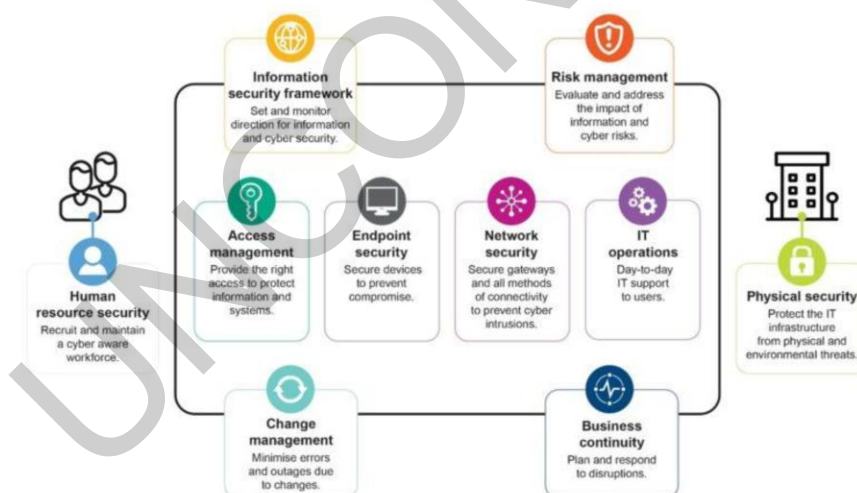 Information
security framework
Set and monitor
direction for information
and cyber security.
Risk management
Evaluate and address
the impact of
information and
cyber risks.
Human
resource security
Recruit and maintain
a cyber aware
workforce.
Access
management
Provide the right
access to protect
information and
systems.
Endpoint
security
Secure devices
to prevent
compromise.
Network
security
Secure gateways
and all methods
of connectivity
to prevent cyber
intrusions.
IT
operations
Day-to-day
IT support
to users.
Physical security
Protect the IT
infrastructure
from physical and
environmental threats.
Change
management
Minimise errors
and outages due
to changes.
Business
continuity
Plan and respond
to disruptions.
UNCON